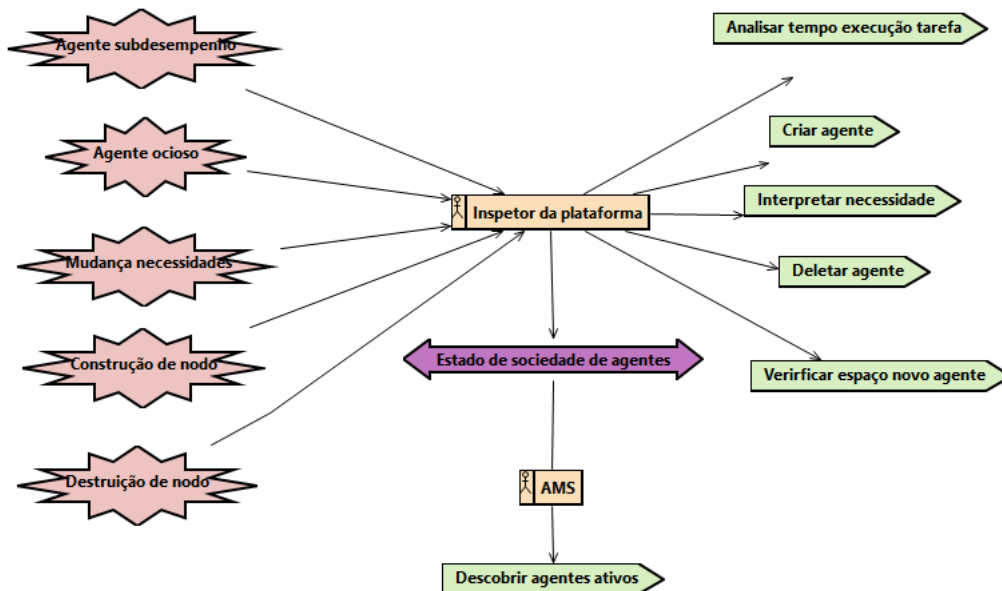 Agente subdesempenho
Analisar tempo execução tarefa
Agente ocioso
Criar agente
Inspetor da plataforma
Interpretar necessidade
Mudança necessidades
Deletar agente
Construção de nodo
Estado de sociedade de agentes
Verirficar espaço novo agente
Destruição de nodo
AMS
Descobrir agentes ativos